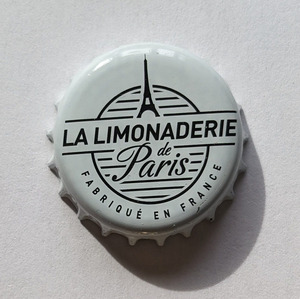 LA LIMONADERIE
de
Paris
FABRIQUÉ EN FRANCE